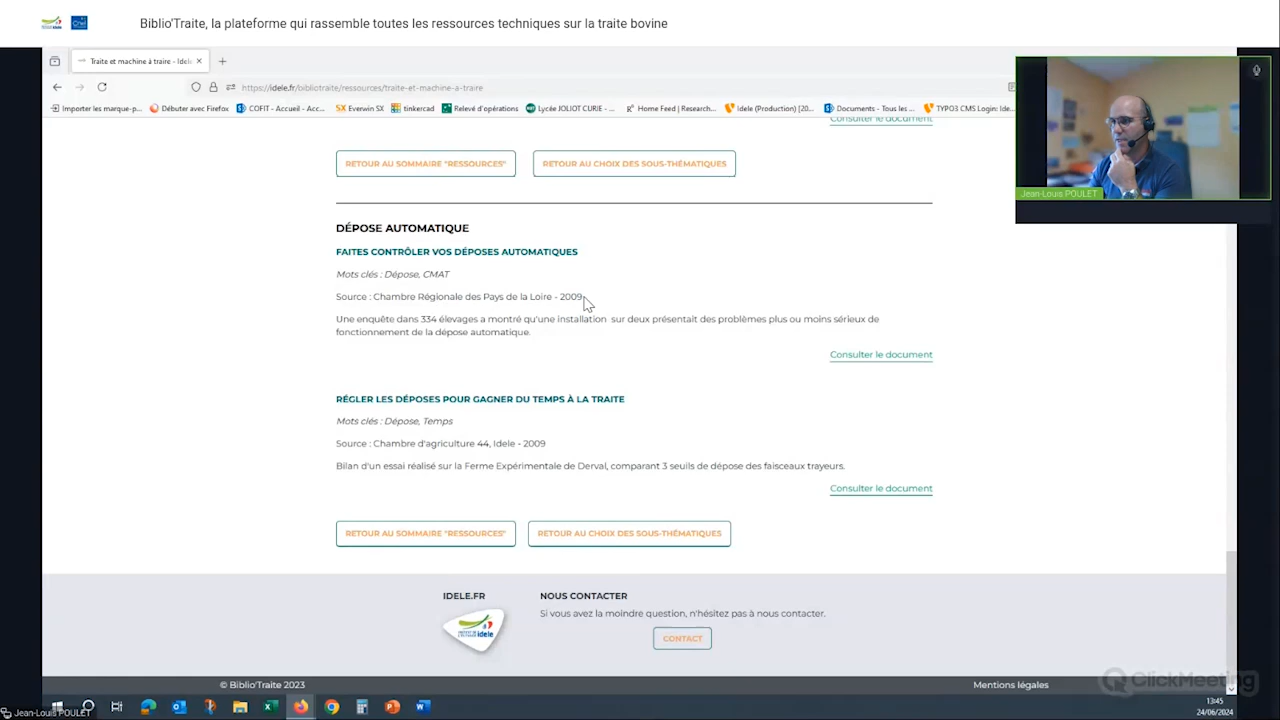 Biblio'Traite, la plateforme qui rassemble toutes les ressources techniques sur la traite bovine
Traite et machine à traire - Idele
https://idele.fr/bibliotraite/ressources/traite-et-machine-a-traire
Importer les marque-p... Débuter avec Firefox COFIT - Accueil - Acc... Everwin SX tinkercad Relevé d'opérations Lycée JOLIOT CURIE - ... Home Feed | Research... Idele (Production) [20... Documents - Tous les ... TYPO3 CMS Login: Ide...
Consulter le document
Jean-Louis POULET
RETOUR AU SOMMAIRE "RESSOURCES" RETOUR AU CHOIX DES SOUS-THÉMATIQUES
DÉPOSE AUTOMATIQUE
FAITES CONTRÔLER VOS DÉPOSES AUTOMATIQUES
Mots clés : Dépose, CMAT
Source : Chambre Régionale des Pays de la Loire - 2009
Une enquête dans 334 élevages a montré qu'une installation sur deux présentait des problèmes plus ou moins sérieux de
fonctionnement de la dépose automatique.
Consulter le document
RÉGLER LES DÉPOSES POUR GAGNER DU TEMPS À LA TRAITE
Mots clés : Dépose, Temps
Source : Chambre d'agriculture 44, Idele - 2009
Bilan d'un essai réalisé sur la Ferme Expérimentale de Derval, comparant 3 seuils de dépose des faisceaux trayeurs.
Consulter le document
RETOUR AU SOMMAIRE "RESSOURCES" RETOUR AU CHOIX DES SOUS-THÉMATIQUES
IDELE.FR NOUS CONTACTER
Si vous avez la moindre question, n'hésitez pas à nous contacter.
idele
CONTACT
© Biblio'Traite 2023 Mentions légales
ClickMeeting
13:45
24/06/2024
Jean-Louis POULET